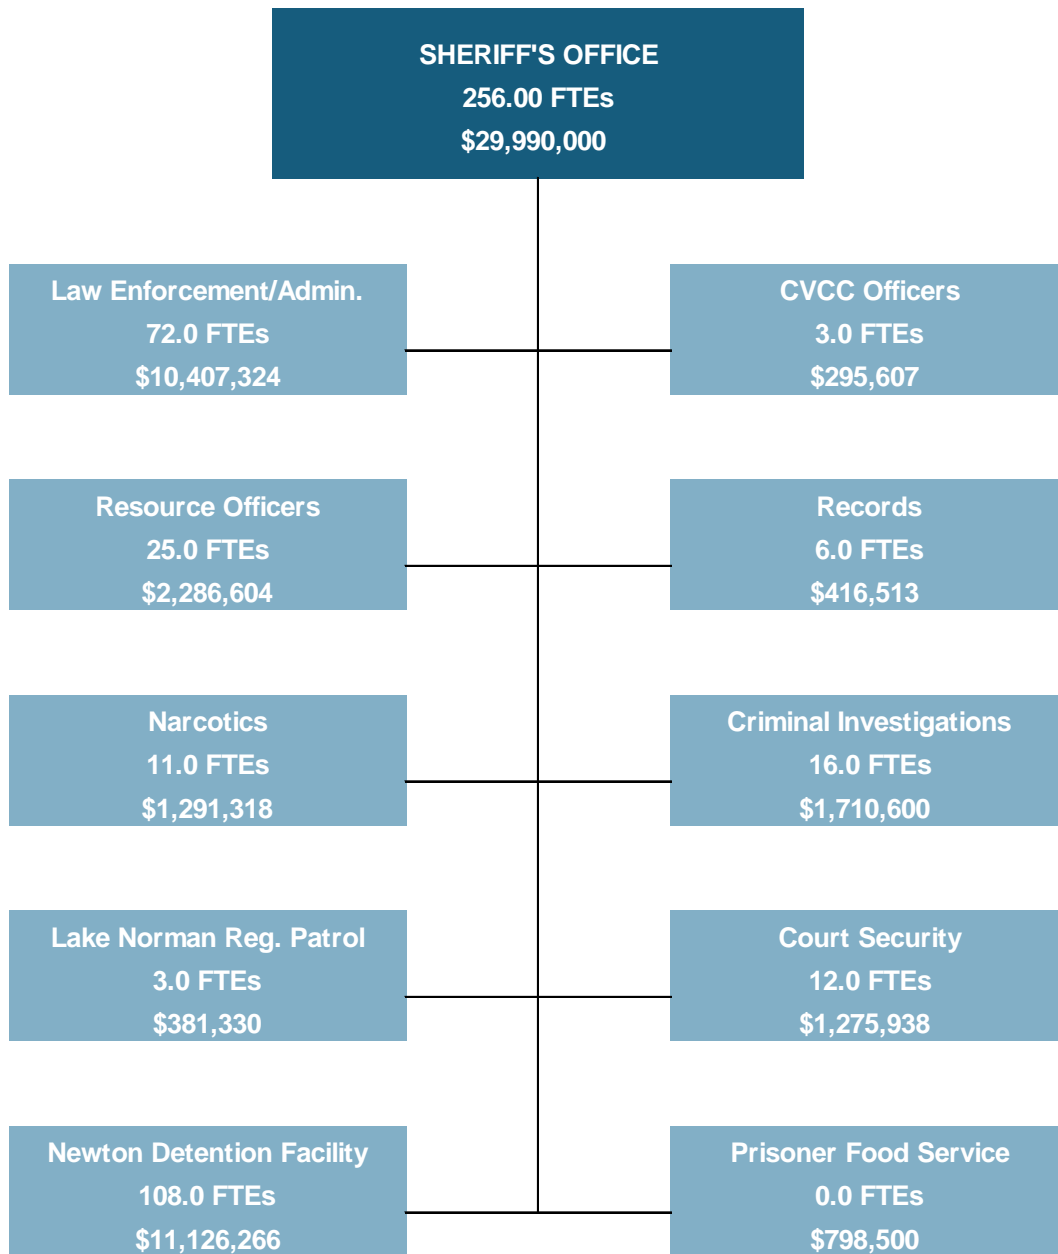 SHERIFF'S OFFICE
256.00 FTEs
$29,990,000
Law Enforcement/Admin.
72.0 FTEs
$10,407,324
CVCC Officers
3.0 FTEs
$295,607
Resource Officers
25.0 FTEs
$2,286,604
Records
6.0 FTEs
$416,513
Narcotics
11.0 FTEs
$1,291,318
Criminal Investigations
16.0 FTEs
$1,710,600
Lake Norman Reg. Patrol
3.0 FTEs
$381,330
Court Security
12.0 FTEs
$1,275,938
Newton Detention Facility
108.0 FTEs
$11,126,266
Prisoner Food Service
0.0 FTEs
$798,500